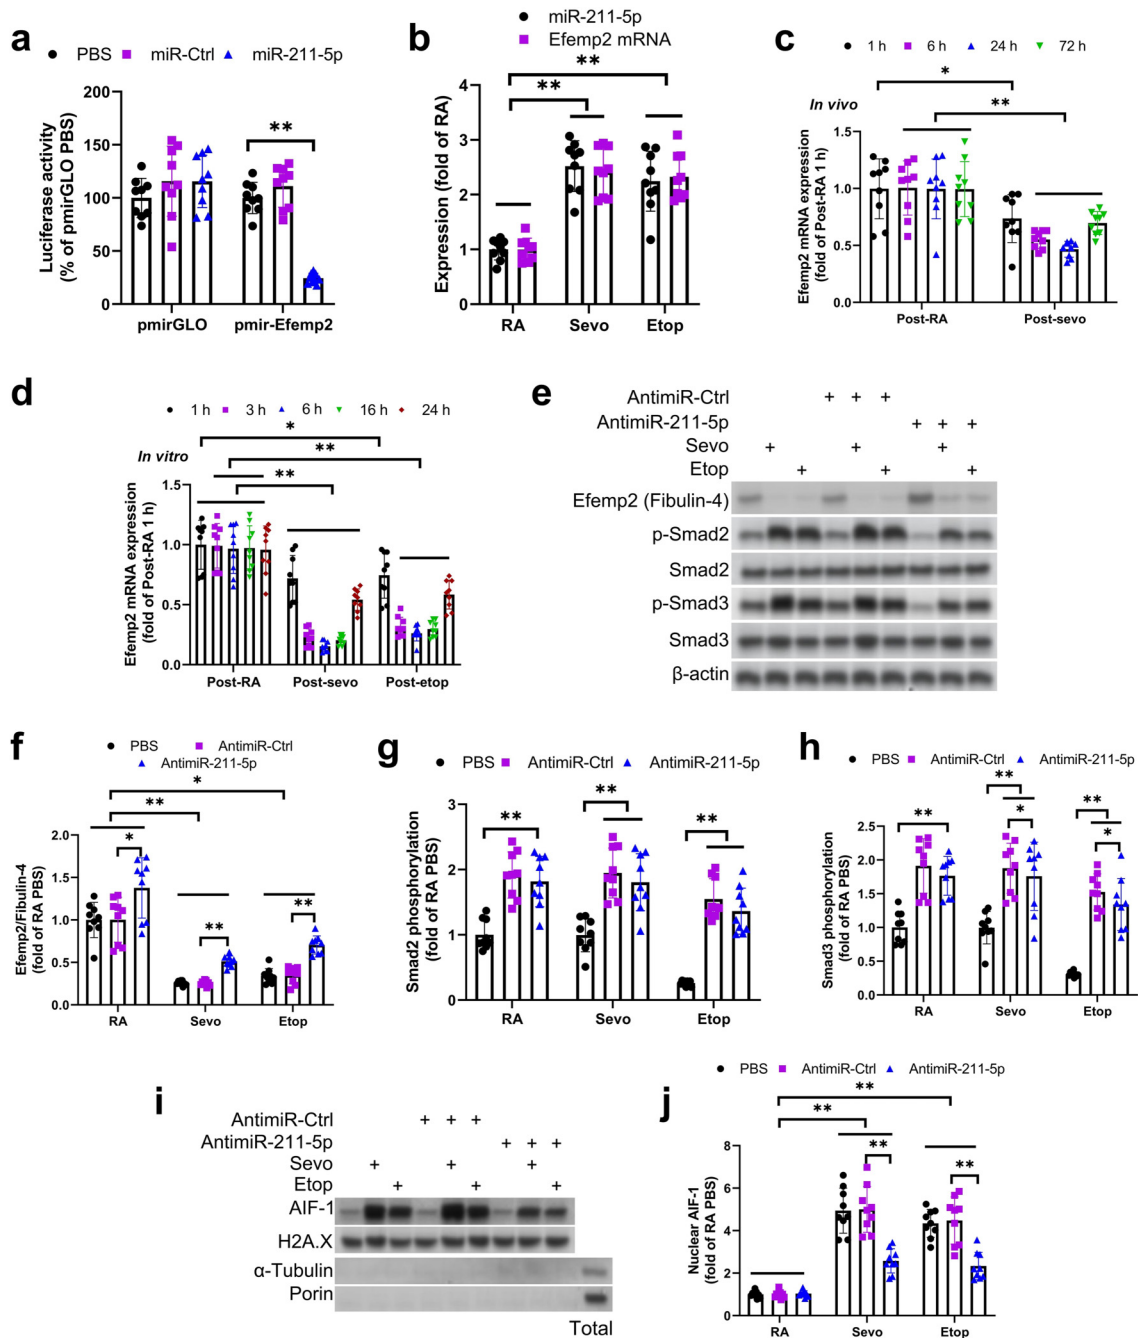 a
PBS miR-Ctrl miR-211-5p
Luciferase activity
(% of pmirGLO PBS)
200
150
100
50
0
**
pmirGLO pmir-Efemp2
b
miR-211-5p
Efemp2 mRNA
Expression (fold of RA)
4
3
2
1
0
**
**
RA Sevo Etop
c
1 h 6 h 24 h 72 h
In vivo
Efemp2 mRNA expression
(fold of Post-RA 1 h)
1.5
1.0
0.5
0.0
*
**
Post-RA Post-sevo
d
1 h 3 h 6 h 16 h 24 h
In vitro
Efemp2 mRNA expression
(fold of Post-RA 1 h)
1.5
1.0
0.5
0.0
*
**
**
Post-RA Post-sevo Post-etop
e
AntimiR-Ctrl + + +
AntimiR-211-5p + + +
Sevo + + +
Etop + + +
Efemp2 (Fibulin-4)
p-Smad2
Smad2
p-Smad3
Smad3
β-actin
f
PBS AntimiR-Ctrl
AntimiR-211-5p
Efemp2/Fibulin-4
(fold of RA PBS)
2.0
1.5
1.0
0.5
0.0
*
**
*
**
**
RA Sevo Etop
g
PBS AntimiR-Ctrl AntimiR-211-5p
Smad2 phosphorylation
(fold of RA PBS)
3
2
1
0
** ** **
RA Sevo Etop
h
PBS AntimiR-Ctrl AntimiR-211-5p
Smad3 phosphorylation
(fold of RA PBS)
2.5
2.0
1.5
1.0
0.5
0.0
** ** * ** *
RA Sevo Etop
i
AntimiR-Ctrl + + +
AntimiR-211-5p + + +
Sevo + + +
Etop + + +
AIF-1
H2A.X
α-Tubulin
Porin
Total
j
PBS AntimiR-Ctrl AntimiR-211-5p
Nuclear AIF-1
(fold of RA PBS)
8
6
4
2
0
**
**
**
**
RA Sevo Etop